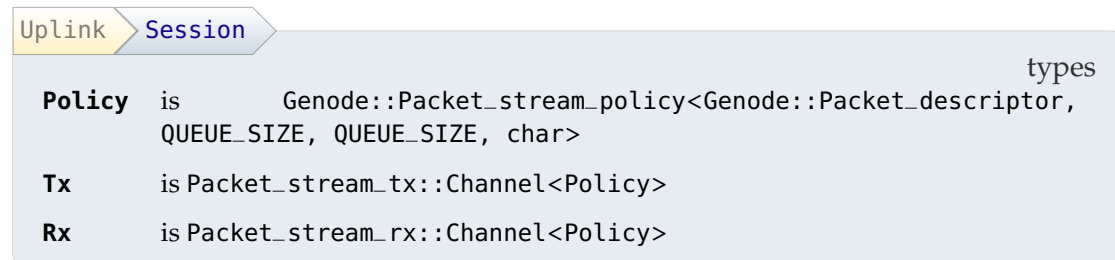 Uplink Session
types
Policy is Genode::Packet_stream_policy<Genode::Packet_descriptor,
QUEUE_SIZE, QUEUE_SIZE, char>
Tx is Packet_stream_tx::Channel<Policy>
Rx is Packet_stream_rx::Channel<Policy>